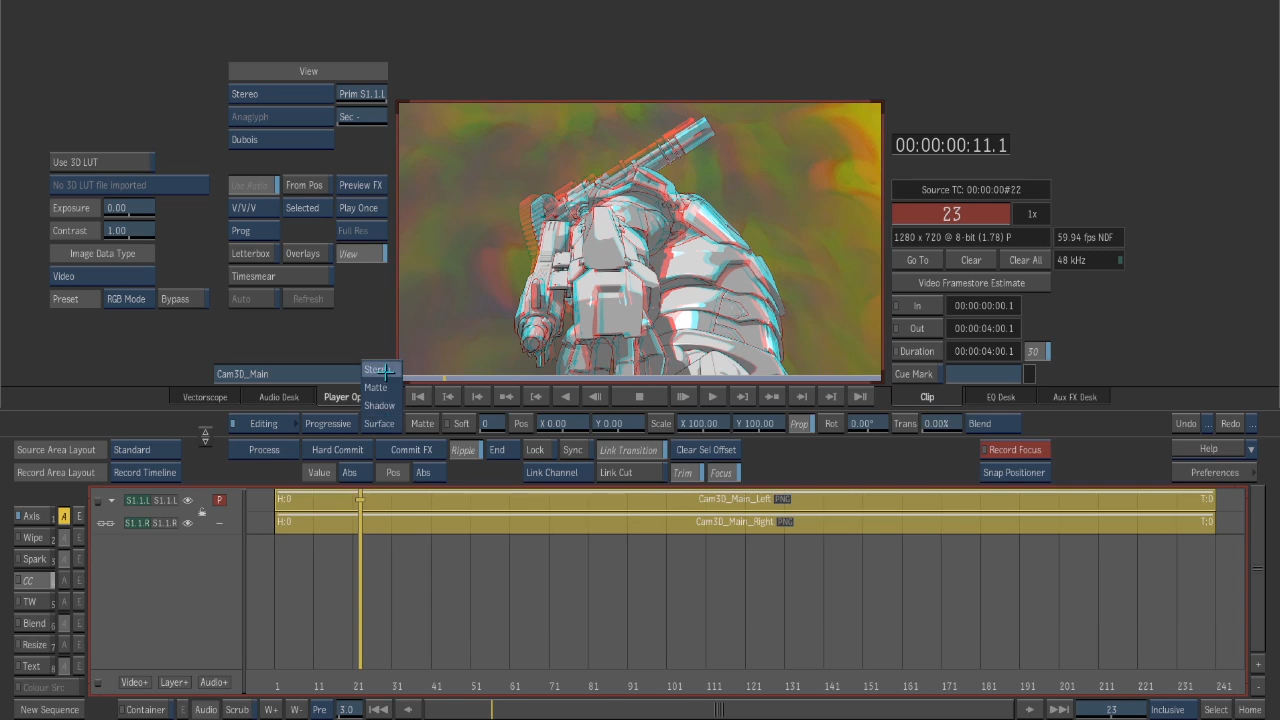 View
Stereo Prim S1.1.L
Anaglyph Sec -
Dubois
Use 3D LUT
No 3D LUT file imported From Pos Preview FX
Exposure 0.00 V/V/V Selected Play Once
Contrast 1.00 Prog Full Res
Image Data Type Letterbox Overlays View
Video Timesmear
Preset RGB Mode Bypass Auto Refresh
00:00:00:11.1
Source TC: 00:00:00#22
23 1x
1280 x 720 @ 8-bit (1.78) P 59.94 fps NDF
Go To Clear Clear All 48 kHz
Video Framestore Estimate
In 00:00:00:00.1
Out 00:00:04:00.1
Duration 00:00:04:00.1 30
Cue Mark
Cam3D_Main
Matte
Shadow
Surface
Vectorscope Audio Desk Player Op Clip EQ Desk Aux FX Desk
Editing Progressive Matte Soft 0 Pos X 0.00 Y 0.00 Scale X 100.00 Y 100.00 Prop Rot 0.00° Trans 0.00% Blend Undo ... Redo ...
Source Area Layout Standard Process Hard Commit Commit FX Ripple End Lock Sync Link Transition Clear Sel Offset Record Focus Help
Record Area Layout Record Timeline Value Abs Pos Abs Link Channel Link Cut Trim Focus Snap Positioner Preferences
S1.1.L S1.1.L P H:0 Cam3D_Main_Left PNG T:0
S1.1.R S1.1.R H:0 Cam3D_Main_Right PNG T:0
Axis 1 A E
Wipe 2 E
Spark 3 E
CC A E
TW 5 A E
Blend 6 E
Resize 7 E
Text 8 E
Colour Src
Video+ Layer+ Audio+ 1 11 21 31 41 51 61 71 81 91 101 111 121 131 141 151 161 171 181 191 201 211 221 231 241
New Sequence Container E Audio Scrub W+ W- Pre 3.0 23 Inclusive Select Home